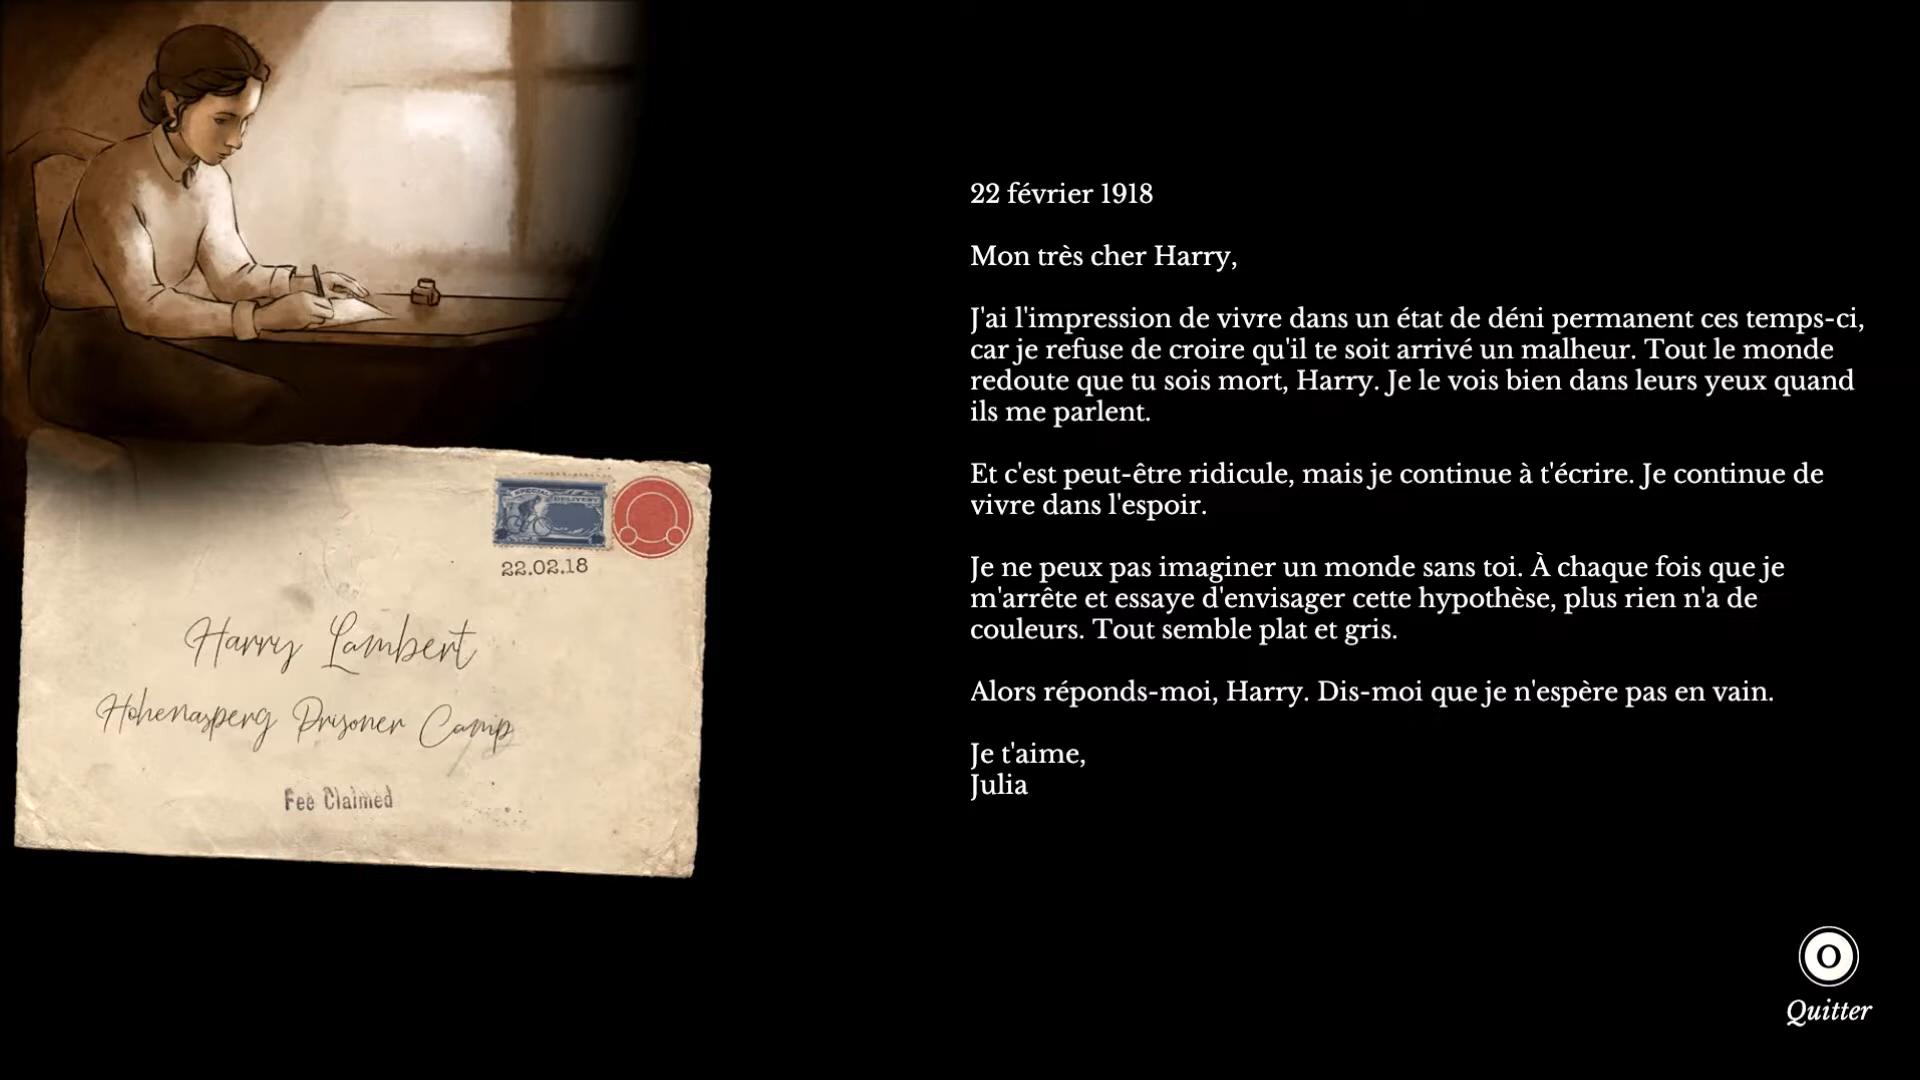 SPECIAL DELIVERY
22.02.18
Harry Lambert
Hohenasperg Prisoner Camp
Fee Claimed
22 février 1918
Mon très cher Harry,
J'ai l'impression de vivre dans un état de déni permanent ces temps-ci,
car je refuse de croire qu'il te soit arrivé un malheur. Tout le monde
redoute que tu sois mort, Harry. Je le vois bien dans leurs yeux quand
ils me parlent.
Et c'est peut-être ridicule, mais je continue à t'écrire. Je continue de
vivre dans l'espoir.
Je ne peux pas imaginer un monde sans toi. À chaque fois que je
m'arrête et essaye d'envisager cette hypothèse, plus rien n'a de
couleurs. Tout semble plat et gris.
Alors réponds-moi, Harry. Dis-moi que je n'espère pas en vain.
Je t'aime,
Julia
O
Quitter